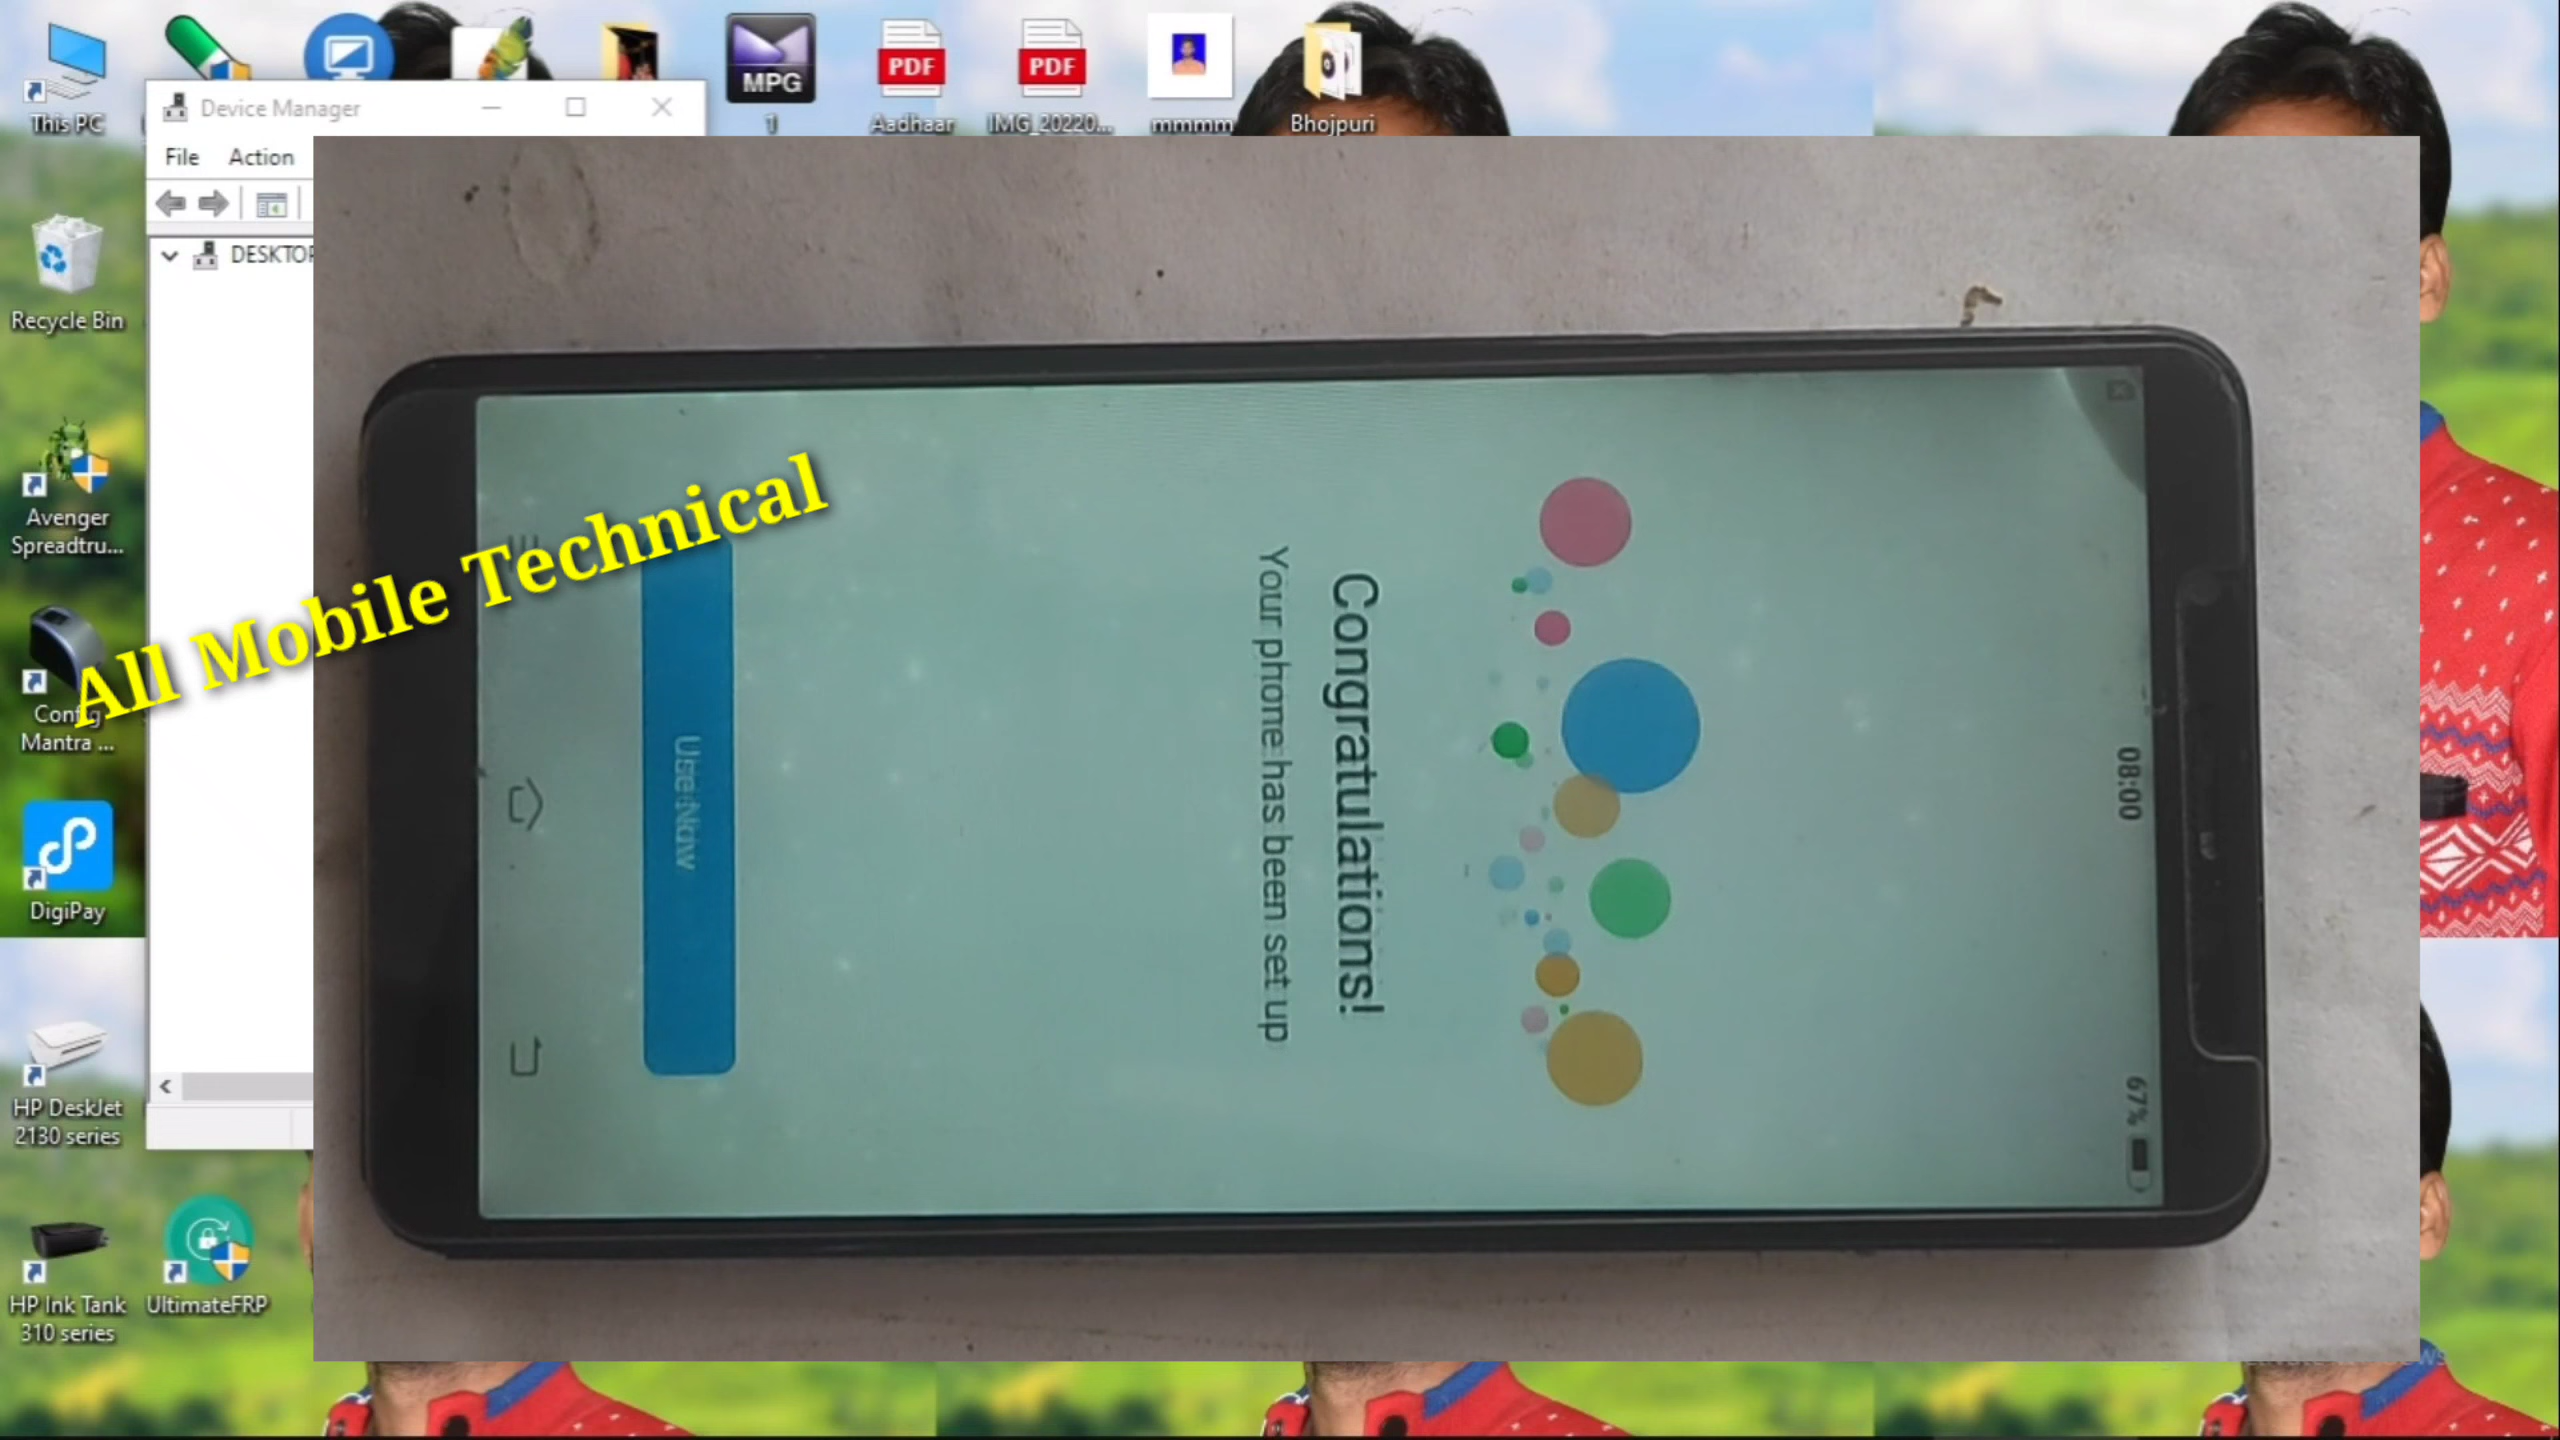 This PC
Device Manager
File Action
DESKTOP
MPG
1
PDF
Aadhaar
PDF
IMG_20220...
mmmm
Bhojpuri
Recycle Bin
Avenger
Spreadtru...
Config
Mantra ...
DigiPay
HP DeskJet
2130 series
HP Ink Tank
310 series
UltimateFRP
All Mobile Technical
08:00
67%
Congratulations!
Your phone has been set up
Use Now